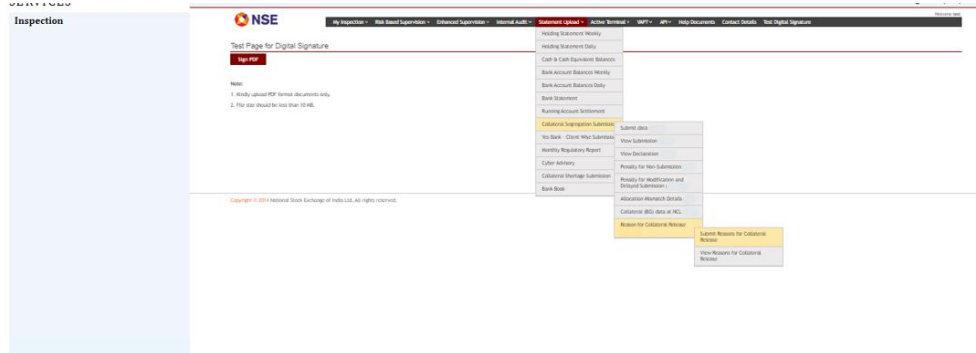 SERVICES
Inspection
NSE
Welcome test
My Inspection Risk Based Supervision Enhanced Supervision Internal Audit Statement Upload Active Terminal VAPT API Help Documents Contact Details Test Digital Signature
Test Page for Digital Signature
Sign PDF
Note:
1. Kindly upload PDF format documents only.
2. File size should be less than 10 MB.
Holding Statement Weekly
Holding Statement Daily
Cash & Cash Equivalent Balances
Bank Account Balances Weekly
Bank Account Balances Daily
Bank Statement
Running Account Settlement
Collateral Segregation Submission
Yes Bank - Client Wise Submission
Monthly Regulatory Report
Cyber Advisory
Collateral Shortage Submission
Bank Book
Submit data
View Submission
View Declaration
Penalty for Non Submission
Penalty for Modification and
Delayed Submission
Allocation Mismatch Details
Collateral (BG) data at NCL
Reason for Collateral Release
Submit Reasons for Collateral
Release
View Reasons for Collateral
Release
Copyright © 2014 National Stock Exchange of India Ltd. All rights reserved.